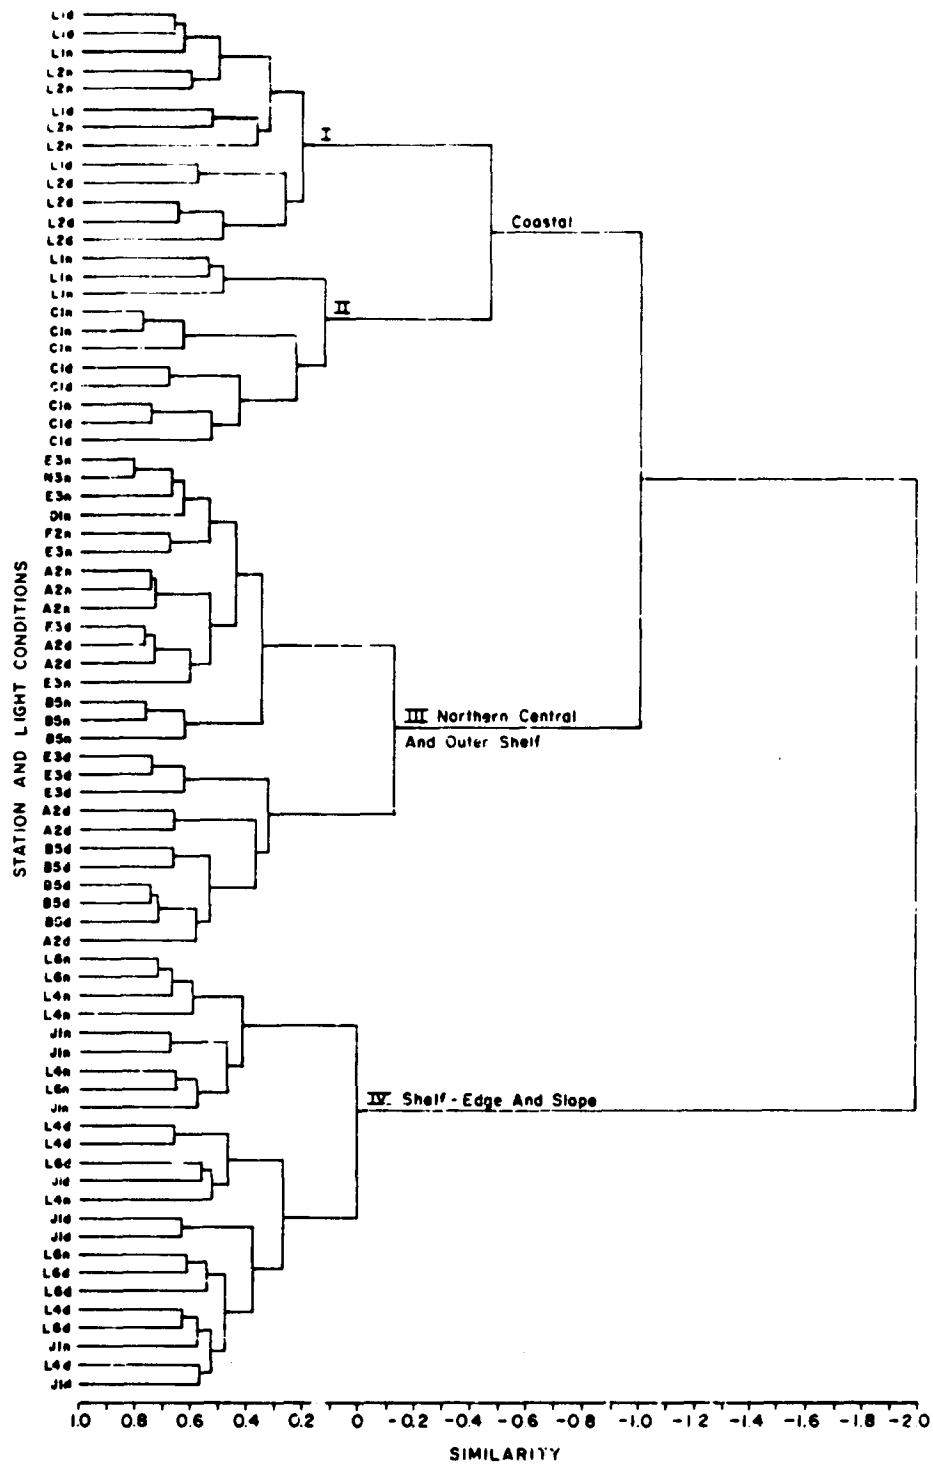 L1d
L1d
L1n
L2n
L2n
L1d
L2n
L2n
I
L1d
L2d
L2d
L2d
Coastal
L2d
L1n
L1n
L1n
II
C1n
C1n
C1n
C1d
C1d
C1n
C1d
C1d
E3n
N3n
E3n
D1n
F2n
E3n
A2n
A2n
A2n
F3d
A2d
A2d
E3n
B5n
III Northern Central
B5n
B5n
And Outer Shelf
E3d
E3d
E3d
A2d
A2d
B5d
B5d
B5d
B5d
B5d
A2d
L6n
L6n
L4n
L4n
J1n
J1n
L4n
L6n
IV. Shelf-Edge And Slope
J1n
L4d
L4d
L6d
J1d
L4n
J1d
J1d
L6n
L6d
L6d
L4d
L6d
J1n
L4d
J1d
STATION AND LIGHT CONDITIONS
1.0 0.8 0.6 0.4 0.2 0 -0.2 -0.4 -0.6 -0.8 -1.0 -1.2 -1.4 -1.6 -1.8 -2.0
SIMILARITY